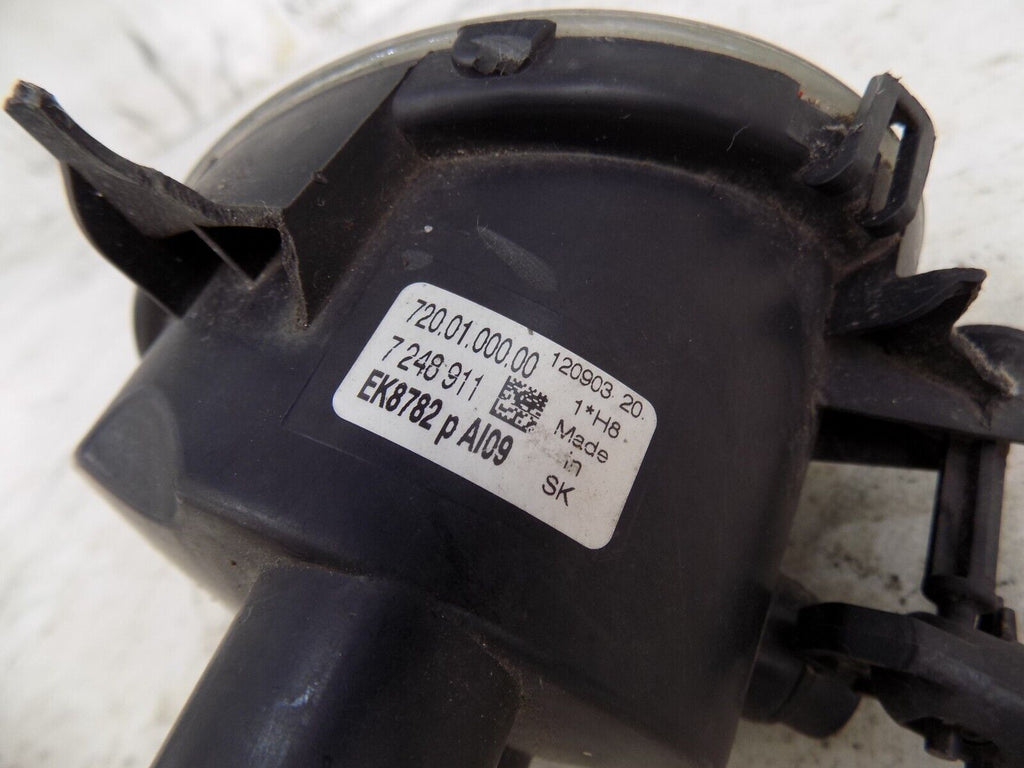 720.01.000.00
7 248 911
EK8782 p AI09
120903 20.
1*H8
Made
in
SK